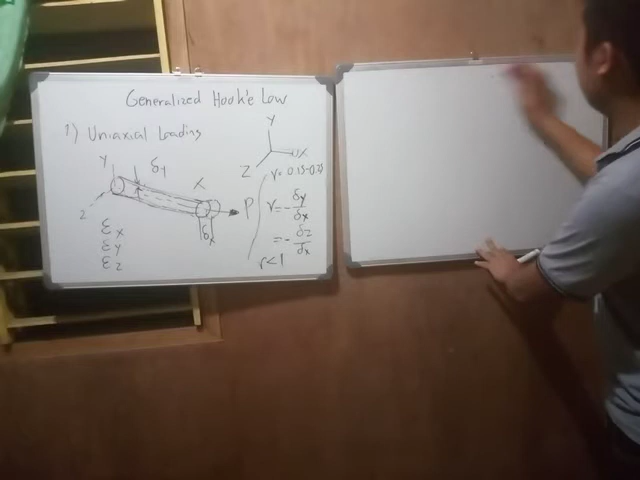 Generalized Hook'e Low
1) Uniaxial Loading
Y
Z X
Y δy X
Z P
δx
εx
εy
εz
ν = 0.25-0.35
ν = - δy/δx
= - δz/δx
ν < 1